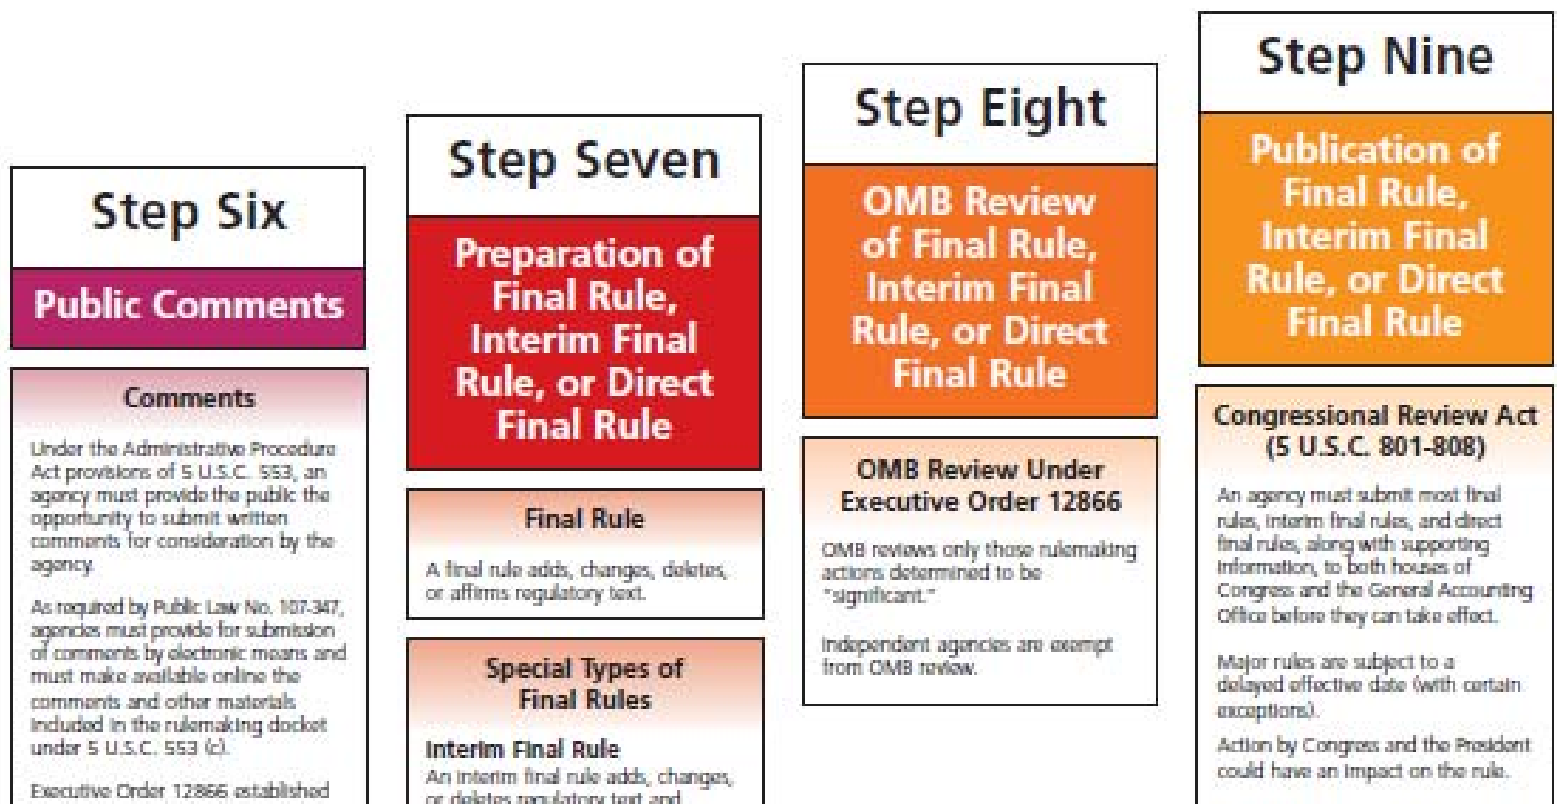 Step Six
Public Comments
Comments
Under the Administrative Procedure
Act provisions of 5 U.S.C. 553, an
agency must provide the public the
opportunity to submit written
comments for consideration by the
agency.
As required by Public Law No. 107-347,
agencies must provide for submission
of comments by electronic means and
must make available online the
comments and other materials
included in the rulemaking docket
under 5 U.S.C. 553 (c).
Executive Order 12866 established
Step Seven
Preparation of
Final Rule,
Interim Final
Rule, or Direct
Final Rule
Final Rule
A final rule adds, changes, deletes,
or affirms regulatory text.
Special Types of
Final Rules
Interim Final Rule
An interim final rule adds, changes,
or deletes regulatory text and
Step Eight
OMB Review
of Final Rule,
Interim Final
Rule, or Direct
Final Rule
OMB Review Under
Executive Order 12866
OMB reviews only those rulemaking
actions determined to be
"significant."
Independent agencies are exempt
from OMB review.
Step Nine
Publication of
Final Rule,
Interim Final
Rule, or Direct
Final Rule
Congressional Review Act
(5 U.S.C. 801-808)
An agency must submit most final
rules, interim final rules, and direct
final rules, along with supporting
information, to both houses of
Congress and the General Accounting
Office before they can take effect.
Major rules are subject to a
delayed effective date (with certain
exceptions).
Action by Congress and the President
could have an impact on the rule.